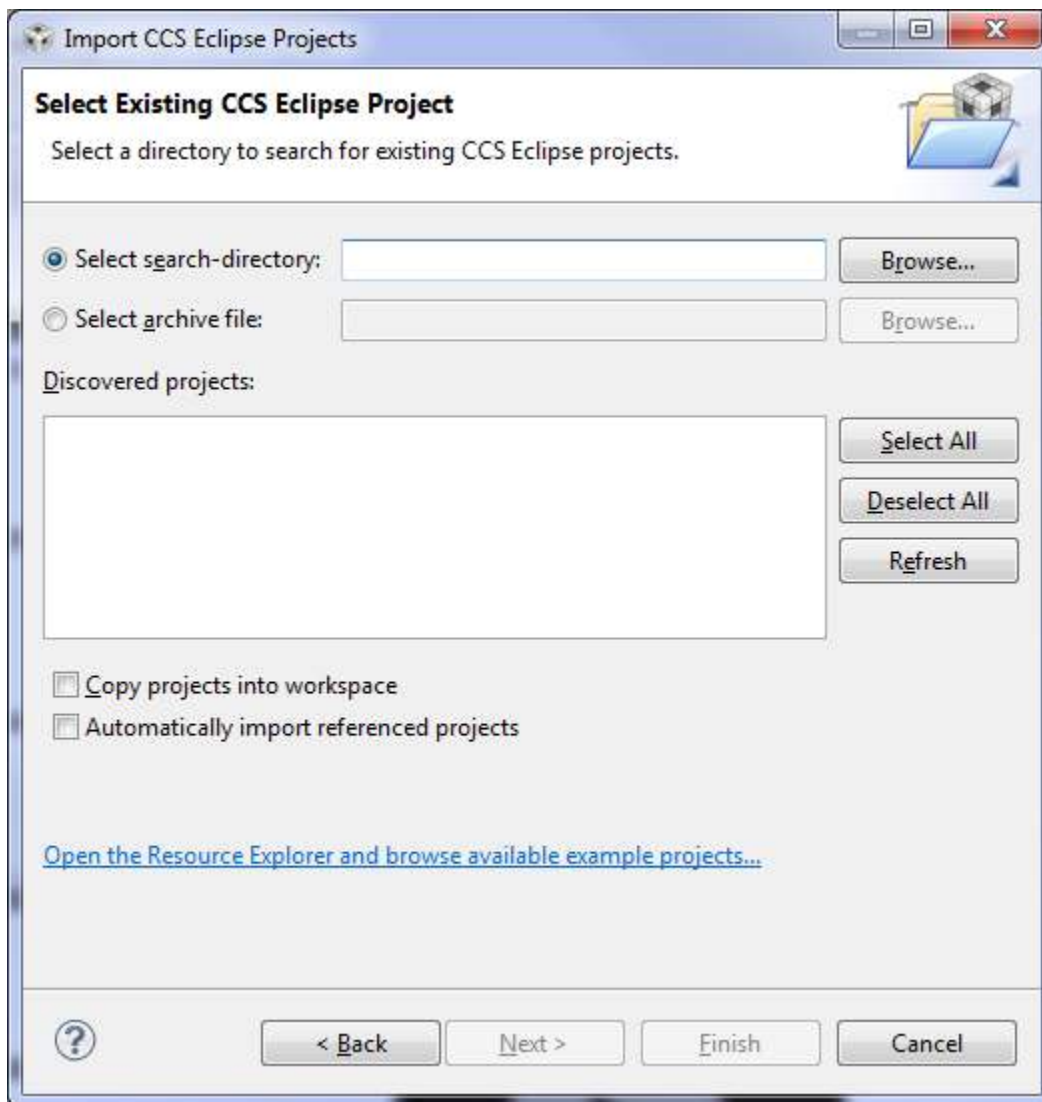 Import CCS Eclipse Projects
Select Existing CCS Eclipse Project
Select a directory to search for existing CCS Eclipse projects.
Select search-directory: Browse...
Select archive file: Browse...
Discovered projects:
Select All
Deselect All
Refresh
Copy projects into workspace
Automatically import referenced projects
Open the Resource Explorer and browse available example projects...
? < Back Next > Finish Cancel